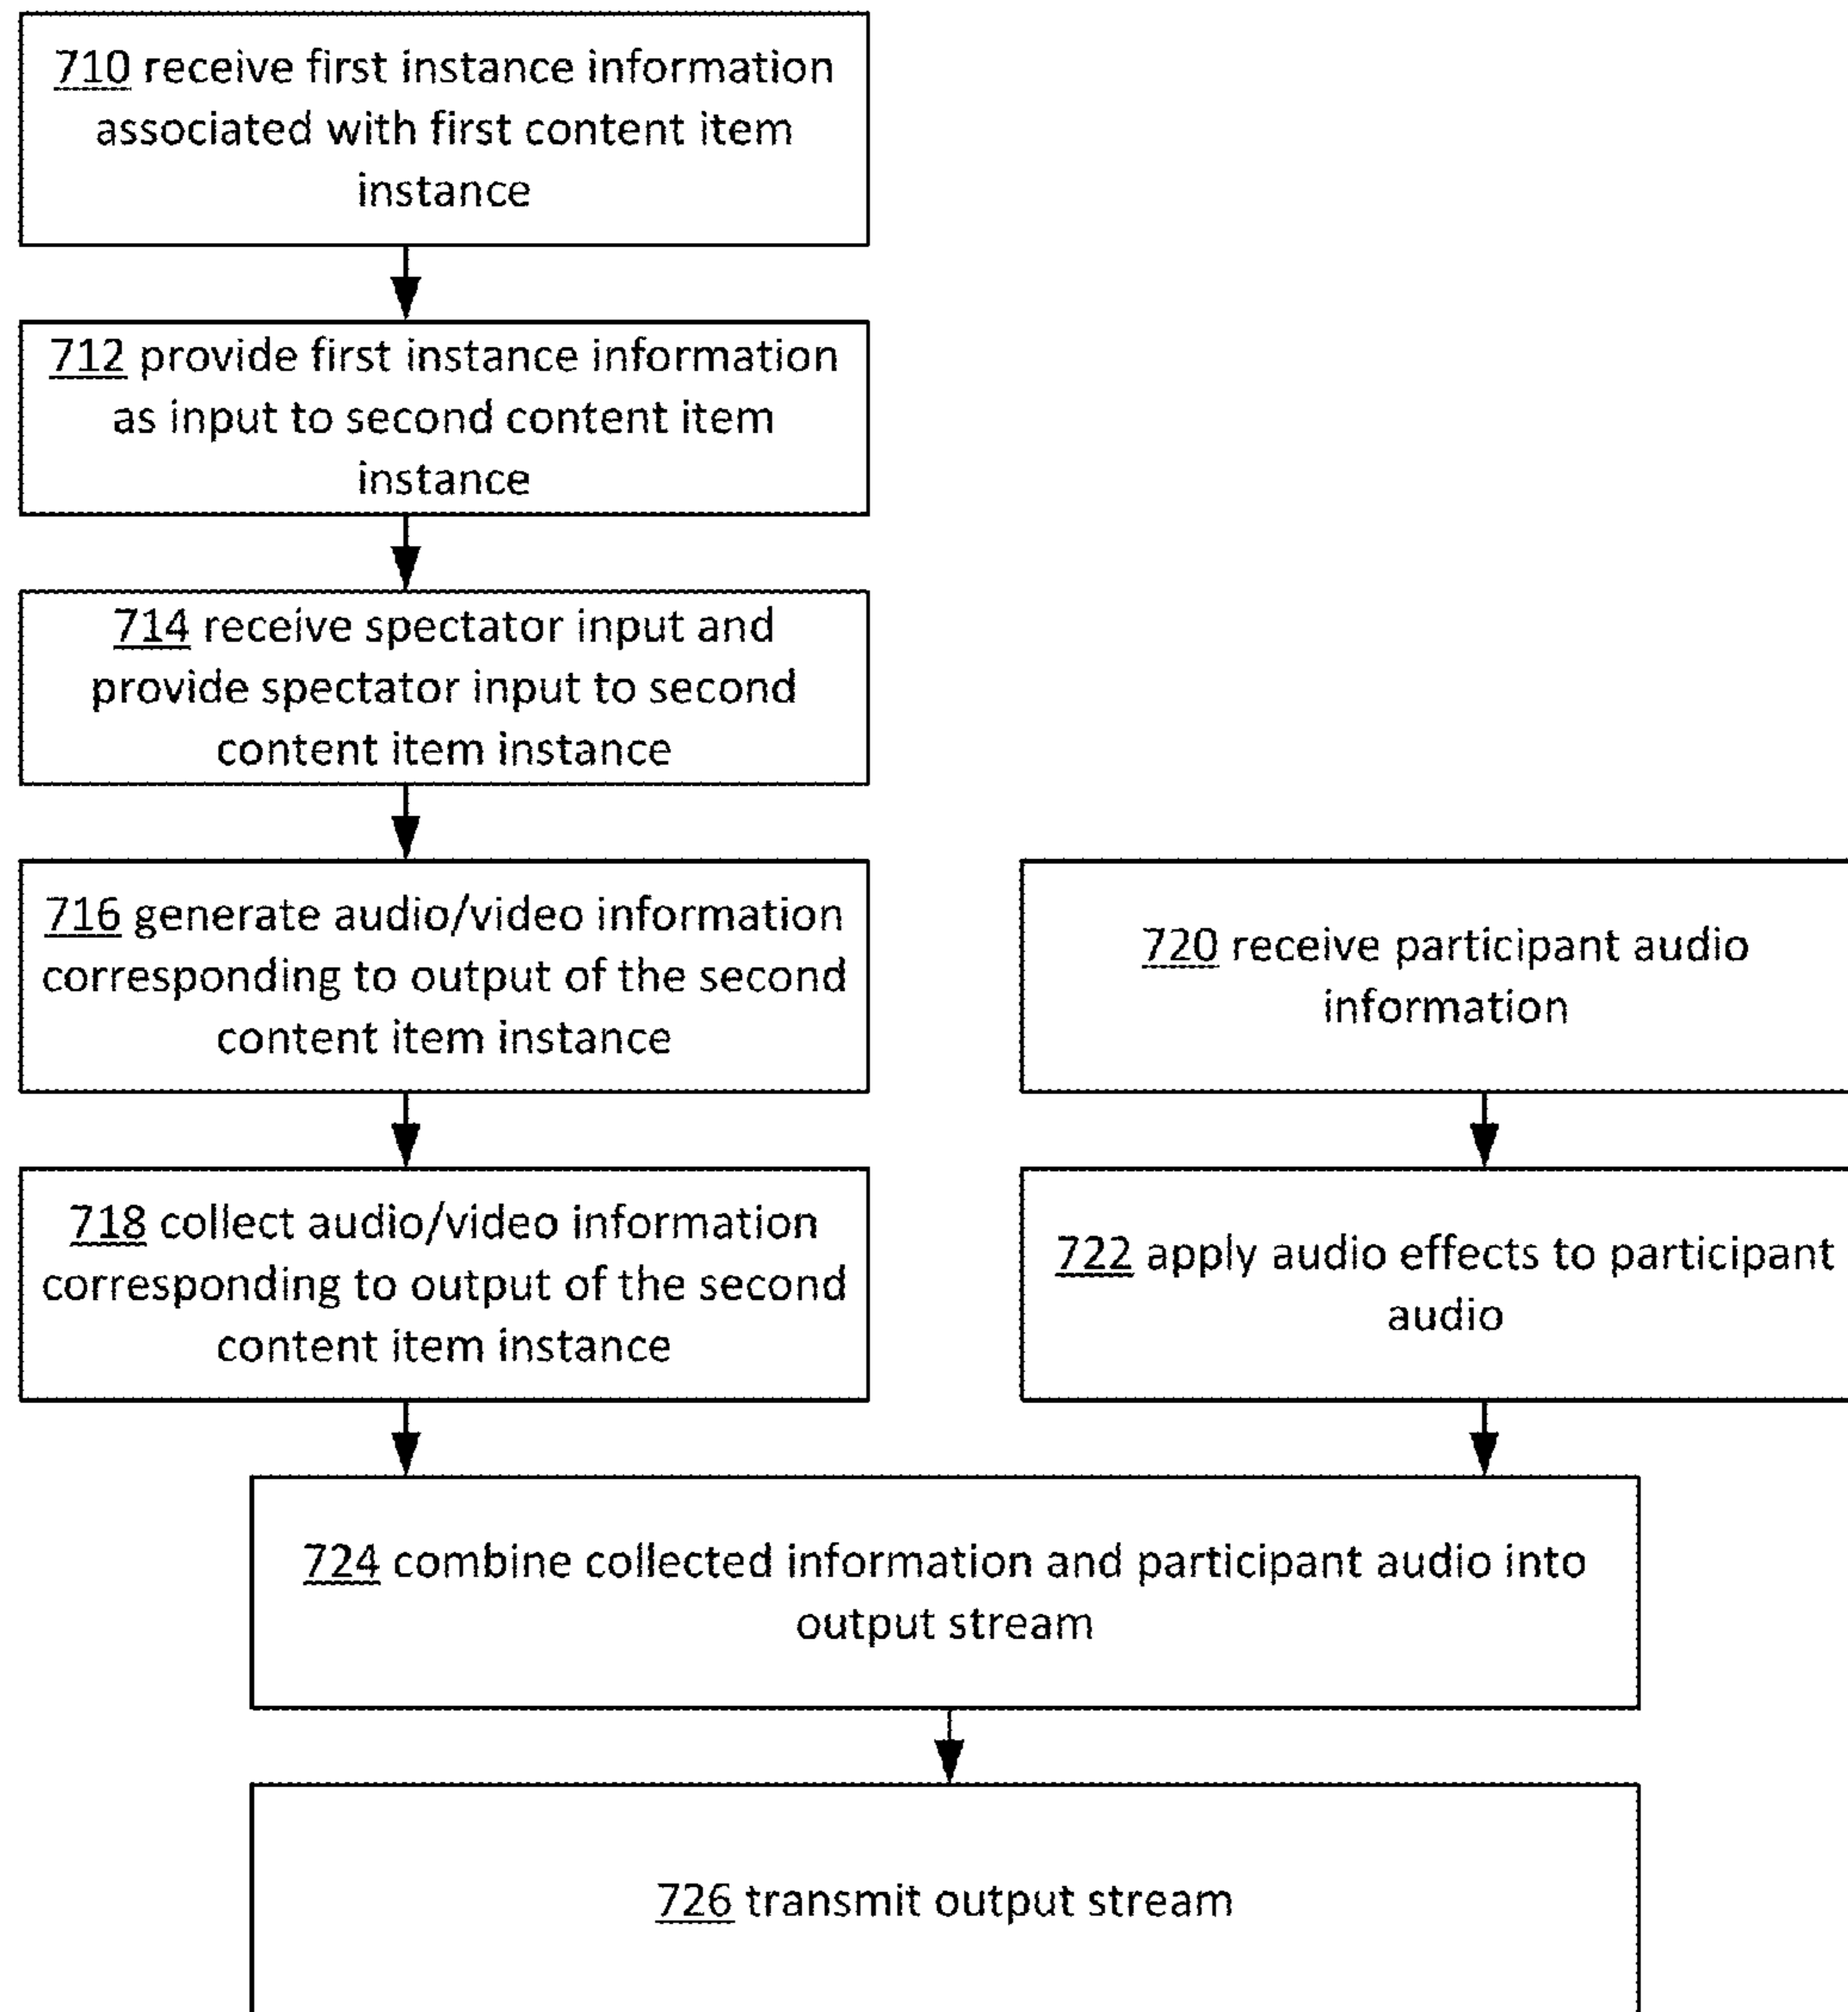 710 receive first instance information
associated with first content item
instance
712 provide first instance information
as input to second content item
instance
714 receive spectator input and
provide spectator input to second
content item instance
716 generate audio/video information
corresponding to output of the second
content item instance
718 collect audio/video information
corresponding to output of the second
content item instance
720 receive participant audio
information
722 apply audio effects to participant
audio
724 combine collected information and participant audio into
output stream
726 transmit output stream